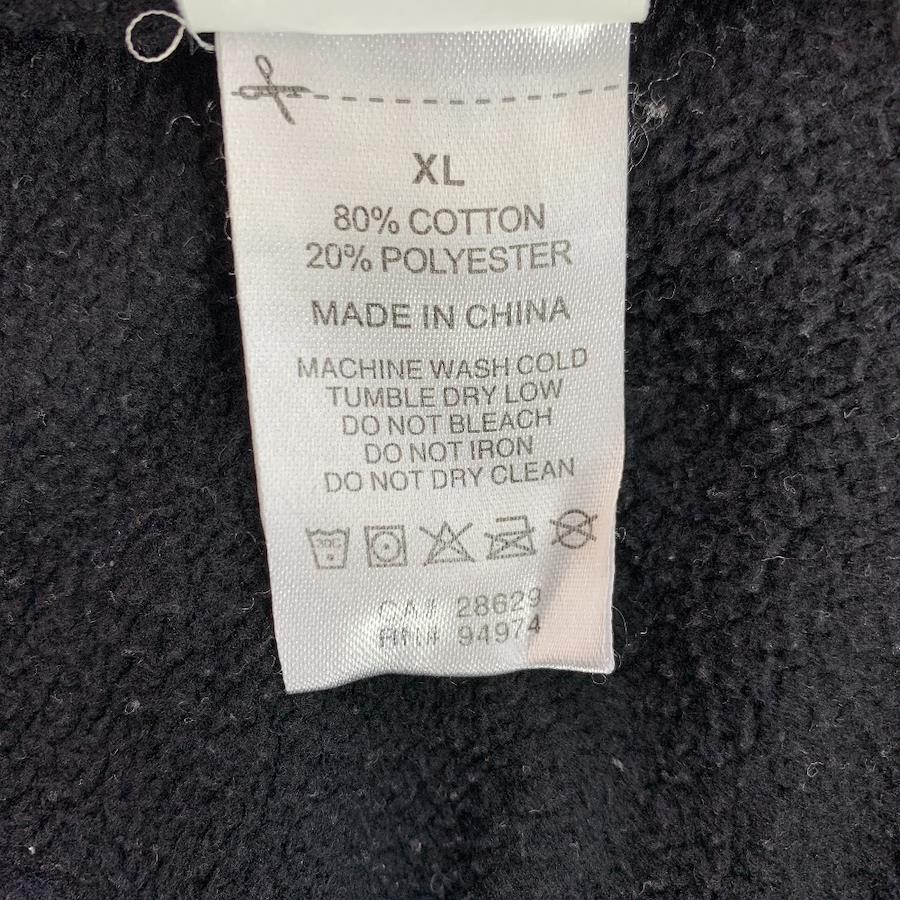 XL
80% COTTON
20% POLYESTER
MADE IN CHINA
MACHINE WASH COLD
TUMBLE DRY LOW
DO NOT BLEACH
DO NOT IRON
DO NOT DRY CLEAN
28629
94974